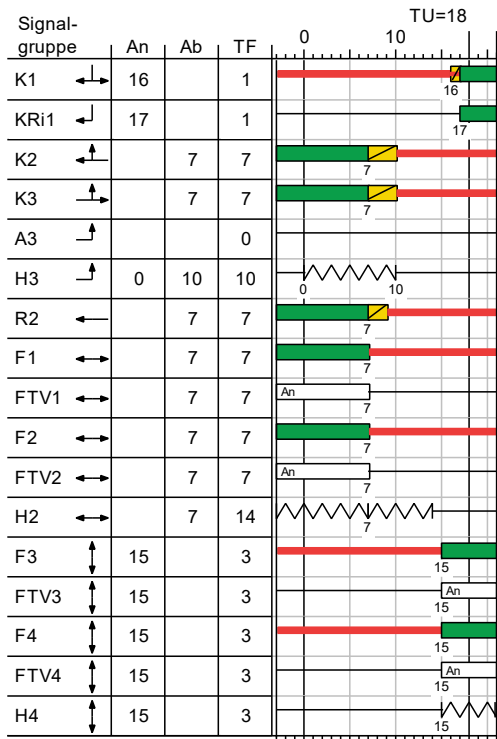 TU=18
Signal-
gruppe An Ab TF 0 10
K1 16 1 16
KRi1 17 1 17
K2 7 7 7
K3 7 7 7
A3 0
H3 0 10 10 0 10
R2 7 7 7
F1 7 7 7
FTV1 7 7 An 7
F2 7 7 7
FTV2 7 7 An 7
H2 7 14 7
F3 15 3 15
FTV3 15 3 An 15
F4 15 3 15
FTV4 15 3 An 15
H4 15 3 15